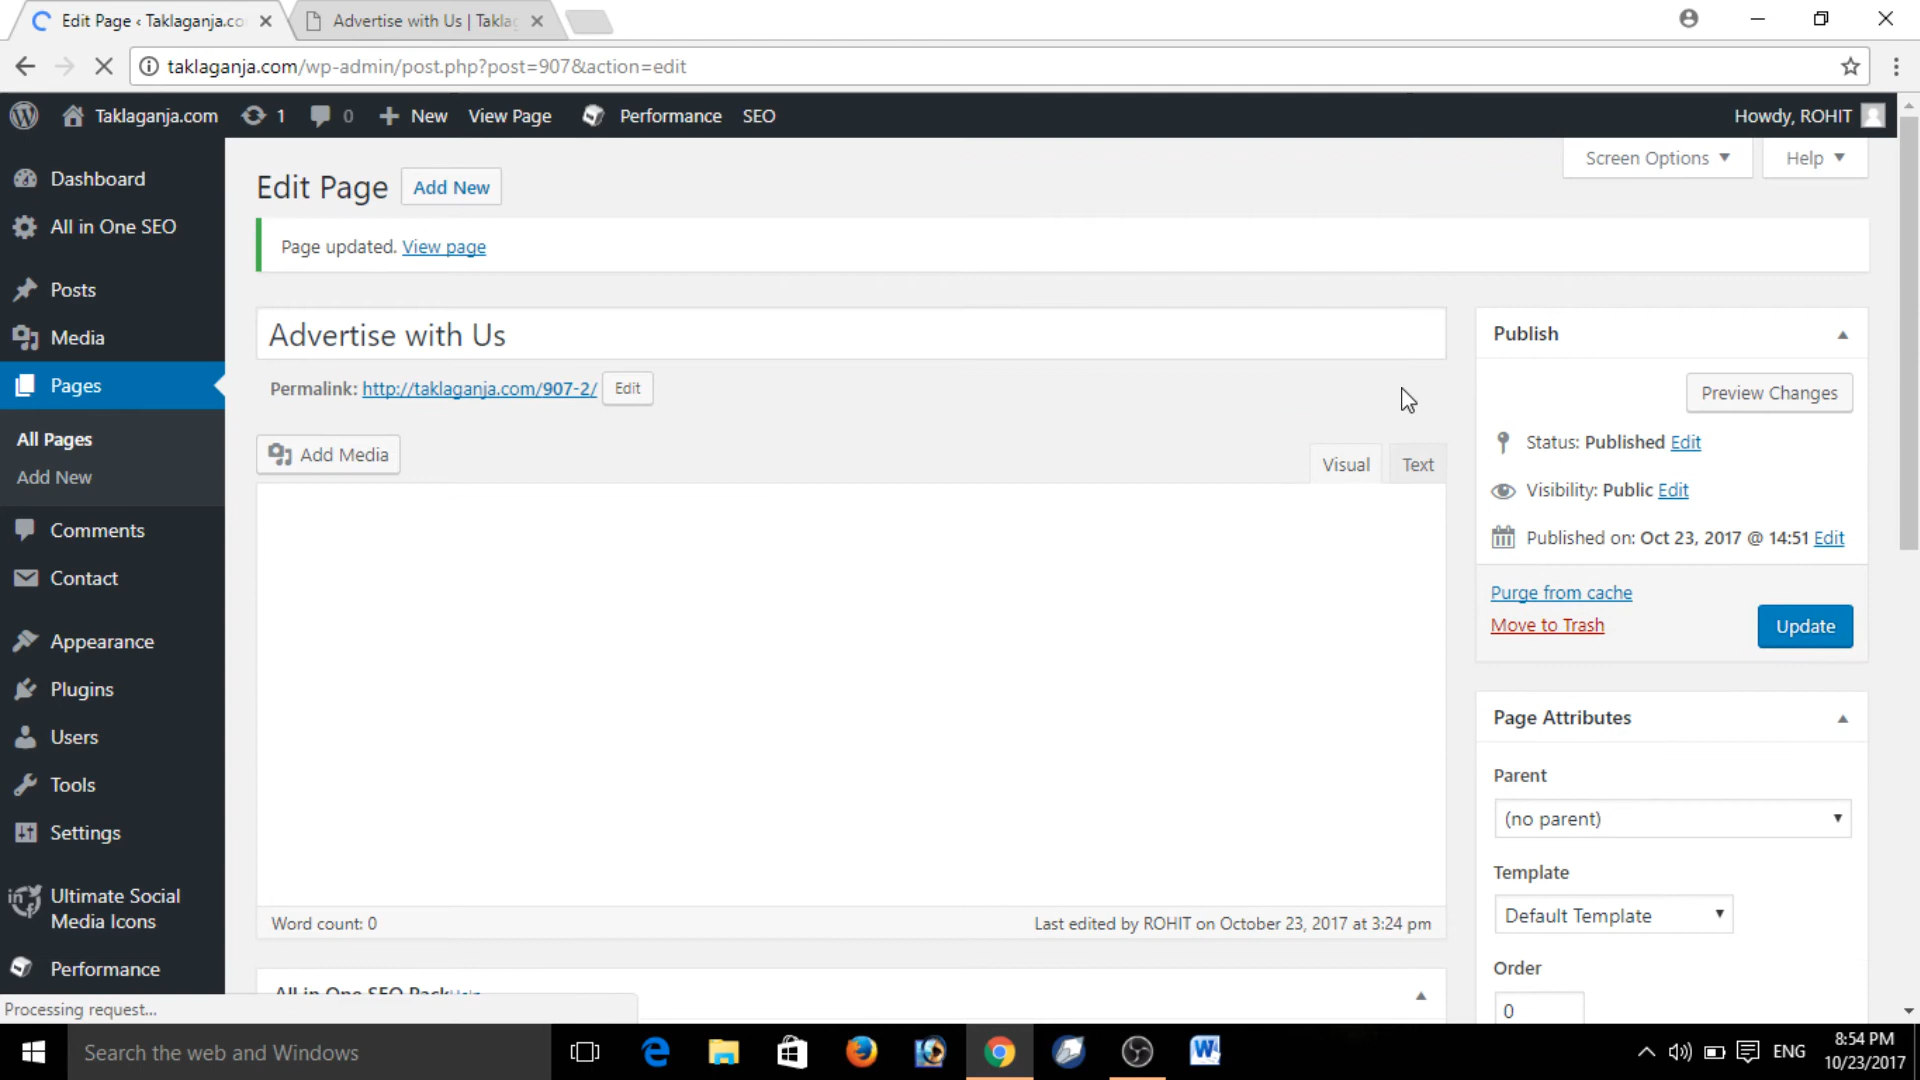 Edit Page ‹ Taklaganja.co
Advertise with Us | Takla
taklaganja.com/wp-admin/post.php?post=907&action=edit
Taklaganja.com 1 0 New View Page Performance SEO Howdy, ROHIT
Screen Options Help
Dashboard
All in One SEO
Posts
Media
Pages
All Pages
Add New
Comments
Contact
Appearance
Plugins
Users
Tools
Settings
Ultimate Social
Media Icons
Performance
Edit Page Add New
Page updated. View page
Advertise with Us
Permalink: http://taklaganja.com/907-2/ Edit
Add Media
Visual Text
Word count: 0
Last edited by ROHIT on October 23, 2017 at 3:24 pm
All in One SEO Pack Help
Publish
Preview Changes
Status: Published Edit
Visibility: Public Edit
Published on: Oct 23, 2017 @ 14:51 Edit
Purge from cache
Move to Trash
Update
Page Attributes
Parent
(no parent)
Template
Default Template
Order
0
Processing request...
Search the web and Windows
ENG
8:54 PM
10/23/2017